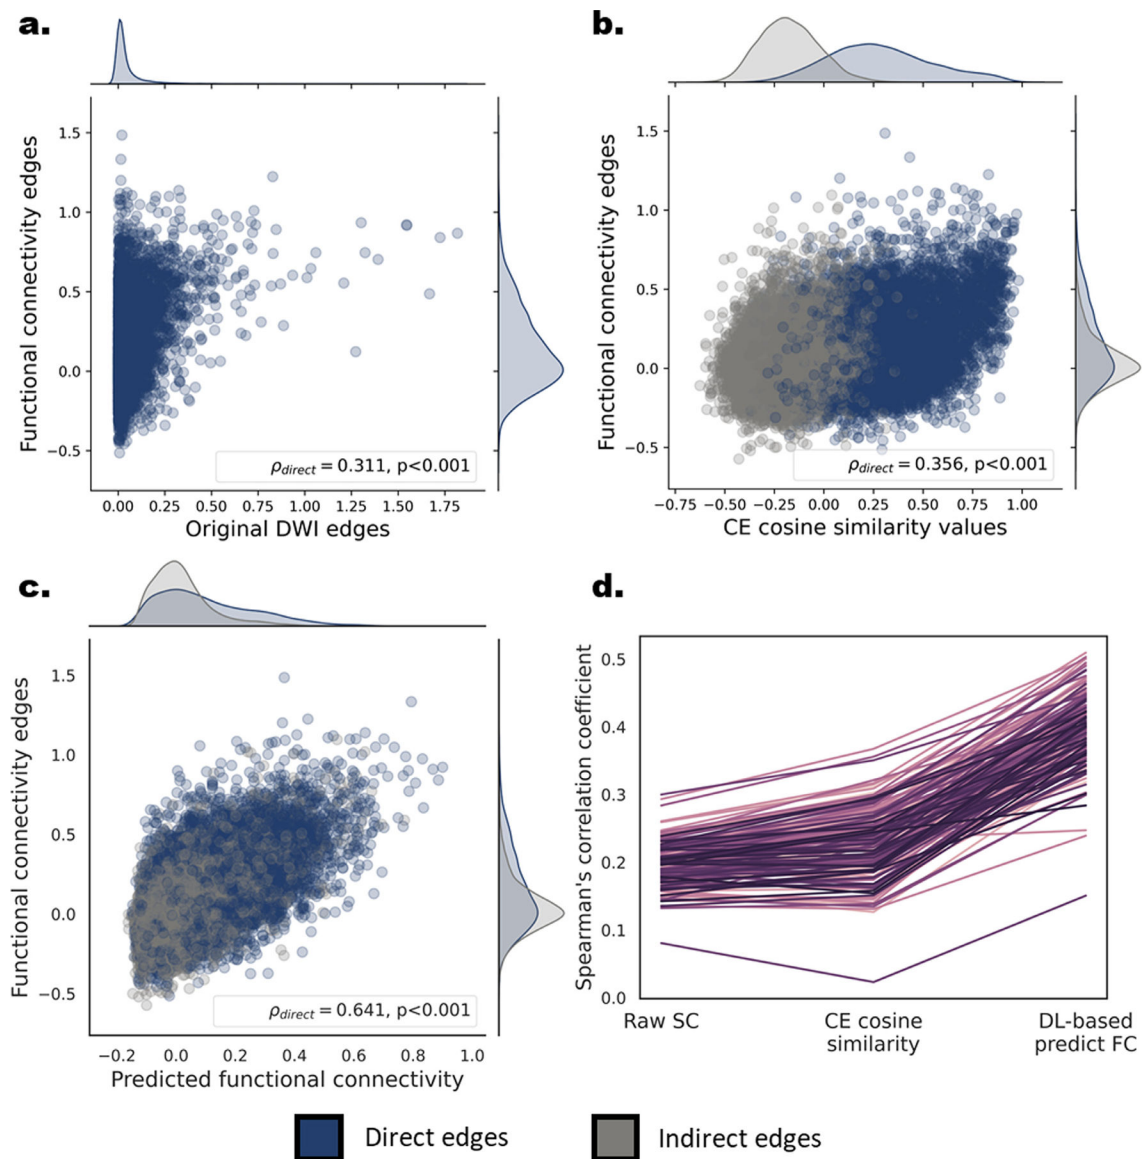 a.
Functional connectivity edges
1.5
1.0
0.5
0.0
−0.5
ρdirect = 0.311, p<0.001
0.00 0.25 0.50 0.75 1.00 1.25 1.50 1.75
Original DWI edges
b.
Functional connectivity edges
1.5
1.0
0.5
0.0
−0.5
ρdirect = 0.356, p<0.001
−0.75 −0.50 −0.25 0.00 0.25 0.50 0.75 1.00
CE cosine similarity values
c.
Functional connectivity edges
1.5
1.0
0.5
0.0
−0.5
ρdirect = 0.641, p<0.001
−0.2 0.0 0.2 0.4 0.6 0.8 1.0
Predicted functional connectivity
d.
Spearman's correlation coefficient
0.5
0.4
0.3
0.2
0.1
0.0
Raw SC
CE cosine
similarity
DL-based
predict FC
Direct edges
Indirect edges